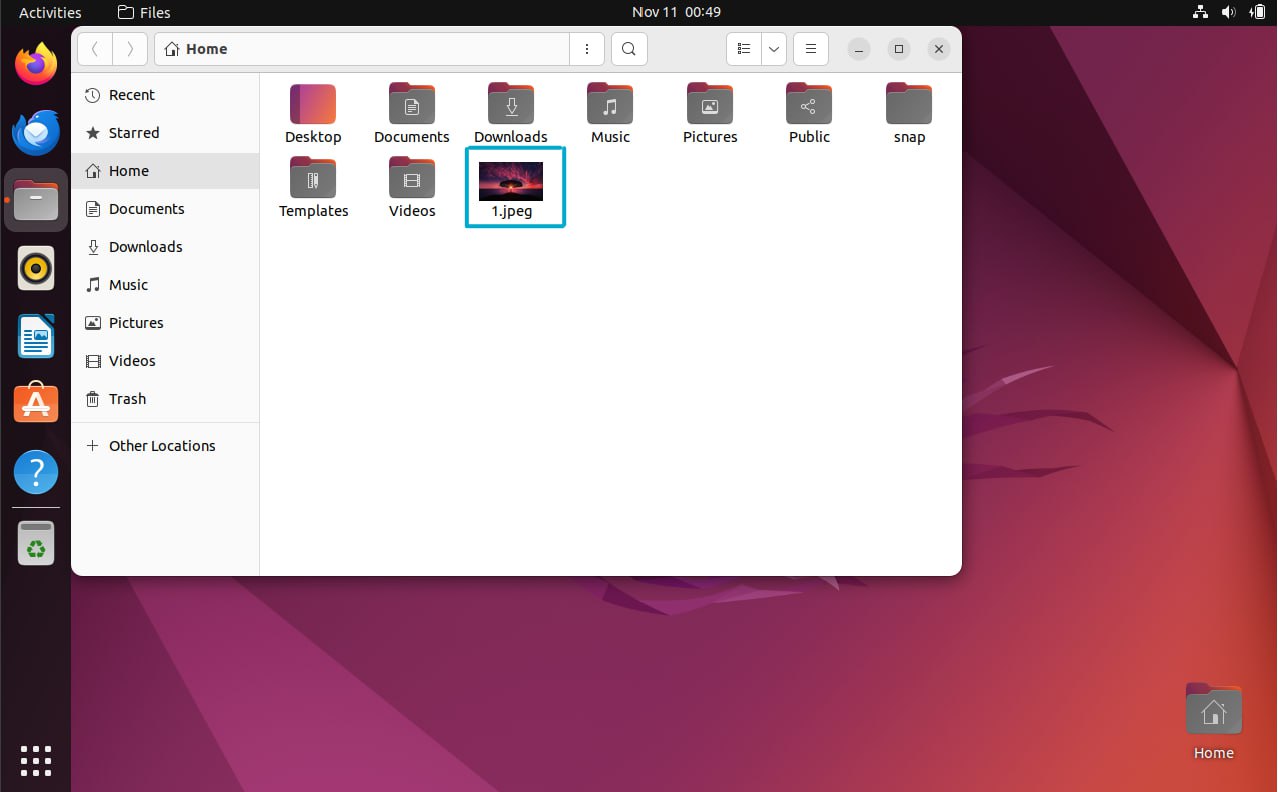 Activities Files Nov 11 00:49
Home
Recent
Starred
Home
Documents
Downloads
Music
Pictures
Videos
Trash
Other Locations
Desktop Documents Downloads Music Pictures Public snap
Templates Videos 1.jpeg
Home